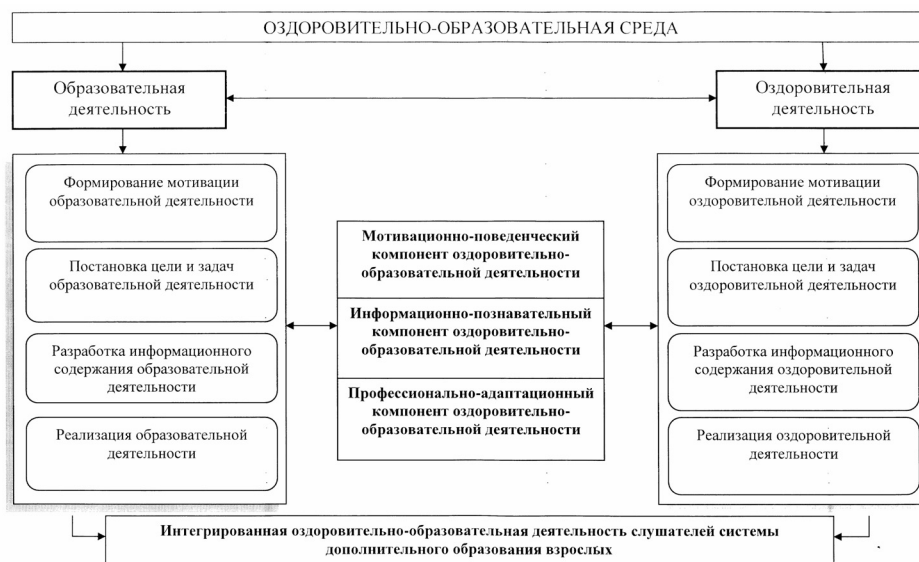 ОЗДОРОВИТЕЛЬНО-ОБРАЗОВАТЕЛЬНАЯ СРЕДА
Образовательная
деятельность
Оздоровительная
деятельность
Формирование мотивации
образовательной деятельности
Постановка цели и задач
образовательной деятельности
Разработка информационного
содержания образовательной
деятельности
Реализация образовательной
деятельности
Мотивационно-поведенческий
компонент оздоровительно-
образовательной деятельности
Информационно-познавательный
компонент оздоровительно-
образовательной деятельности
Профессионально-адаптационный
компонент оздоровительно-
образовательной деятельности
Формирование мотивации
оздоровительной деятельности
Постановка цели и задач
оздоровительной деятельности
Разработка информационного
содержания оздоровительной
деятельности
Реализация оздоровительной
деятельности
Интегрированная оздоровительно-образовательная деятельность слушателей системы
дополнительного образования взрослых